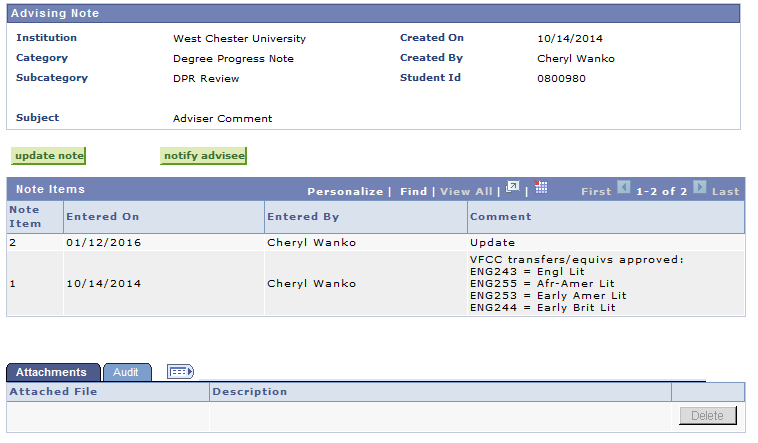 Advising Note
Institution West Chester University Created On 10/14/2014
Category Degree Progress Note Created By Cheryl Wanko
Subcategory DPR Review Student Id 0800980
Subject Adviser Comment
update note notify advisee
Note Items Personalize | Find | View All | | First 1-2 of 2 Last
Note Item Entered On Entered By Comment
2 01/12/2016 Cheryl Wanko Update
1 10/14/2014 Cheryl Wanko VFCC transfers/equivs approved:
ENG243 = Engl Lit
ENG255 = Afr-Amer Lit
ENG253 = Early Amer Lit
ENG244 = Early Brit Lit
Attachments Audit
Attached File Description
Delete